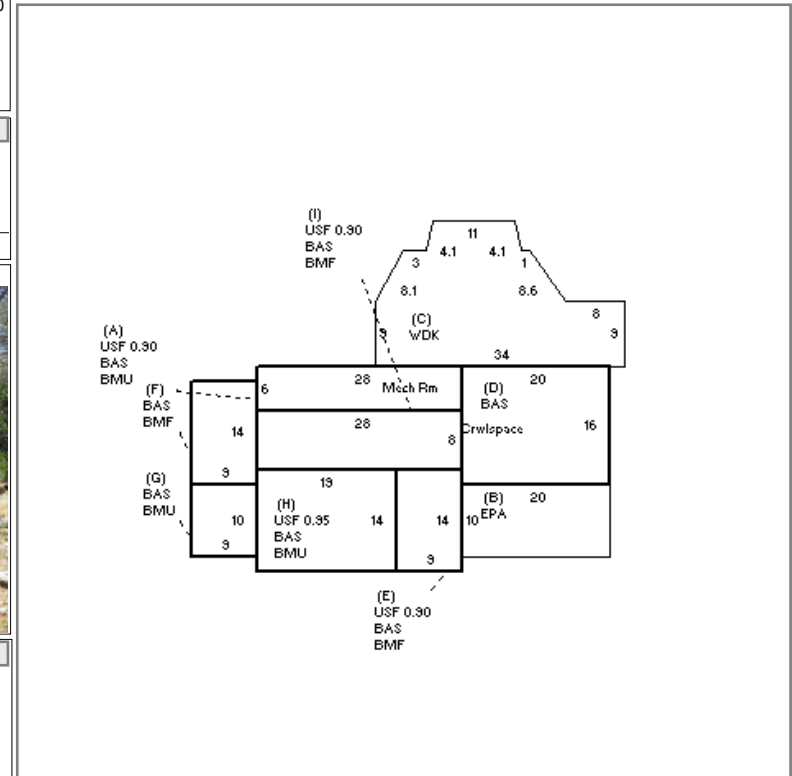 (I)
USF 0.90
BAS
BMF
11
4.1 4.1
3 1
8.1 8.6
(C)
WDK
8
9 9
34
(A)
USF 0.90
BAS
BMU
(F)
BAS
BMF
6 28 Mech Rm
(D)
BAS
20
28
14
8
Crwlspace
16
9
(G)
BAS
BMU
10
9
19
(H)
USF 0.95
BAS
BMU
14
14
9
(B)
EPA
20
10
(E)
USF 0.90
BAS
BMF